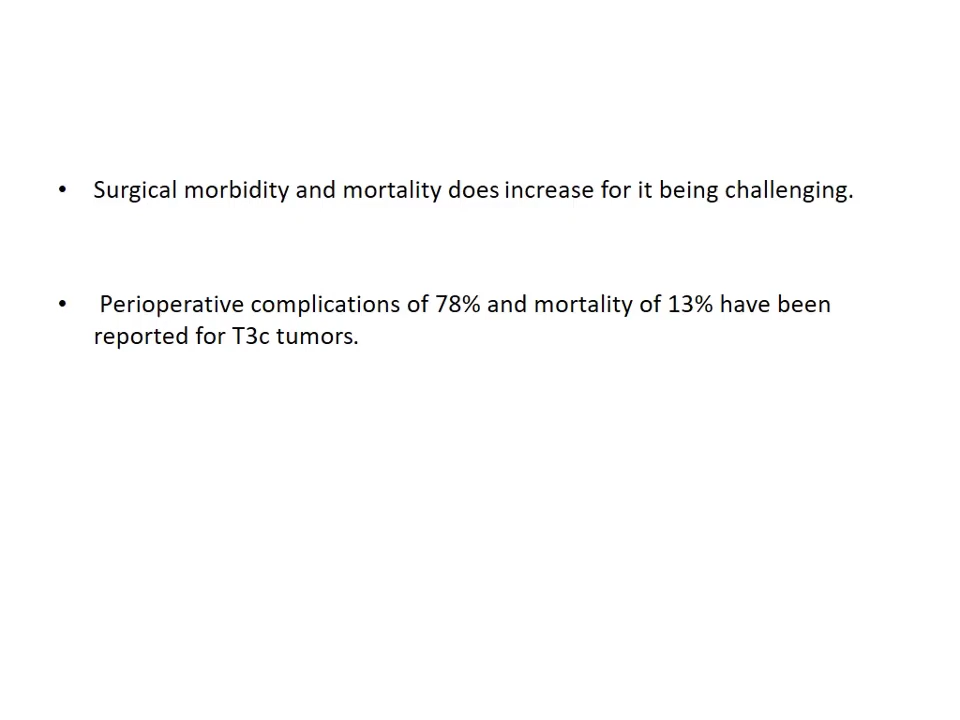 • Surgical morbidity and mortality does increase for it being challenging.
• Perioperative complications of 78% and mortality of 13% have been
reported for T3c tumors.